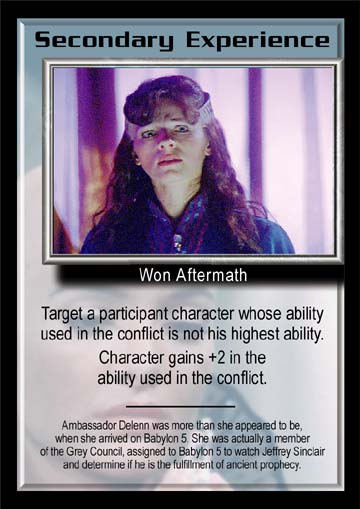 Secondary Experience
Won Aftermath
Target a participant character whose ability
used in the conflict is not his highest ability.
Character gains +2 in the
ability used in the conflict.
Ambassador Delenn was more than she appeared to be,
when she arrived on Babylon 5. She was actually a member
of the Grey Council, assigned to Babylon 5 to watch Jeffrey Sinclair
and determine if he is the fulfillment of ancient prophecy.